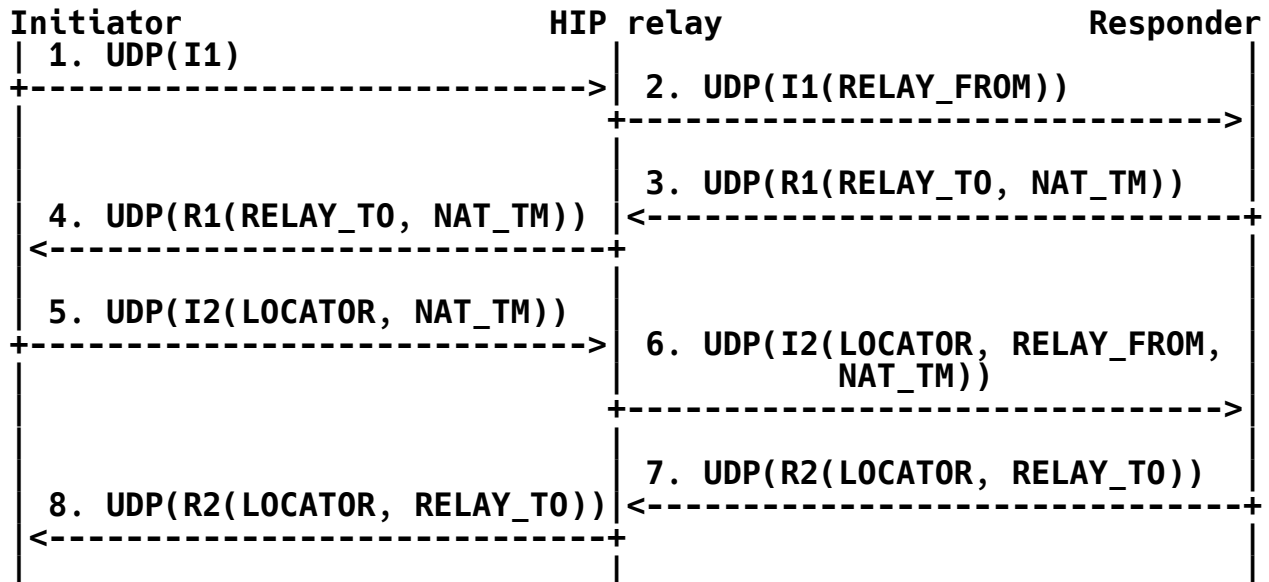 Initiator HIP relay Responder
1. UDP(I1)
2. UDP(I1(RELAY_FROM))
3. UDP(R1(RELAY_TO, NAT_TM))
4. UDP(R1(RELAY_TO, NAT_TM))
5. UDP(I2(LOCATOR, NAT_TM))
6. UDP(I2(LOCATOR, RELAY_FROM,
NAT_TM))
7. UDP(R2(LOCATOR, RELAY_TO))
8. UDP(R2(LOCATOR, RELAY_TO))